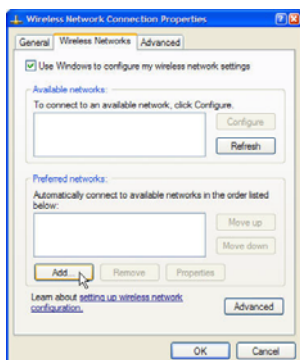 Wireless Network Connection Properties
General Wireless Networks Advanced
Use Windows to configure my wireless network settings
Available networks:
To connect to an available network, click Configure.
Configure
Refresh
Preferred networks:
Automatically connect to available networks in the order listed
below:
Move up
Move down
Add... Remove Properties
Learn about setting up wireless network
configuration.
Advanced
OK Cancel